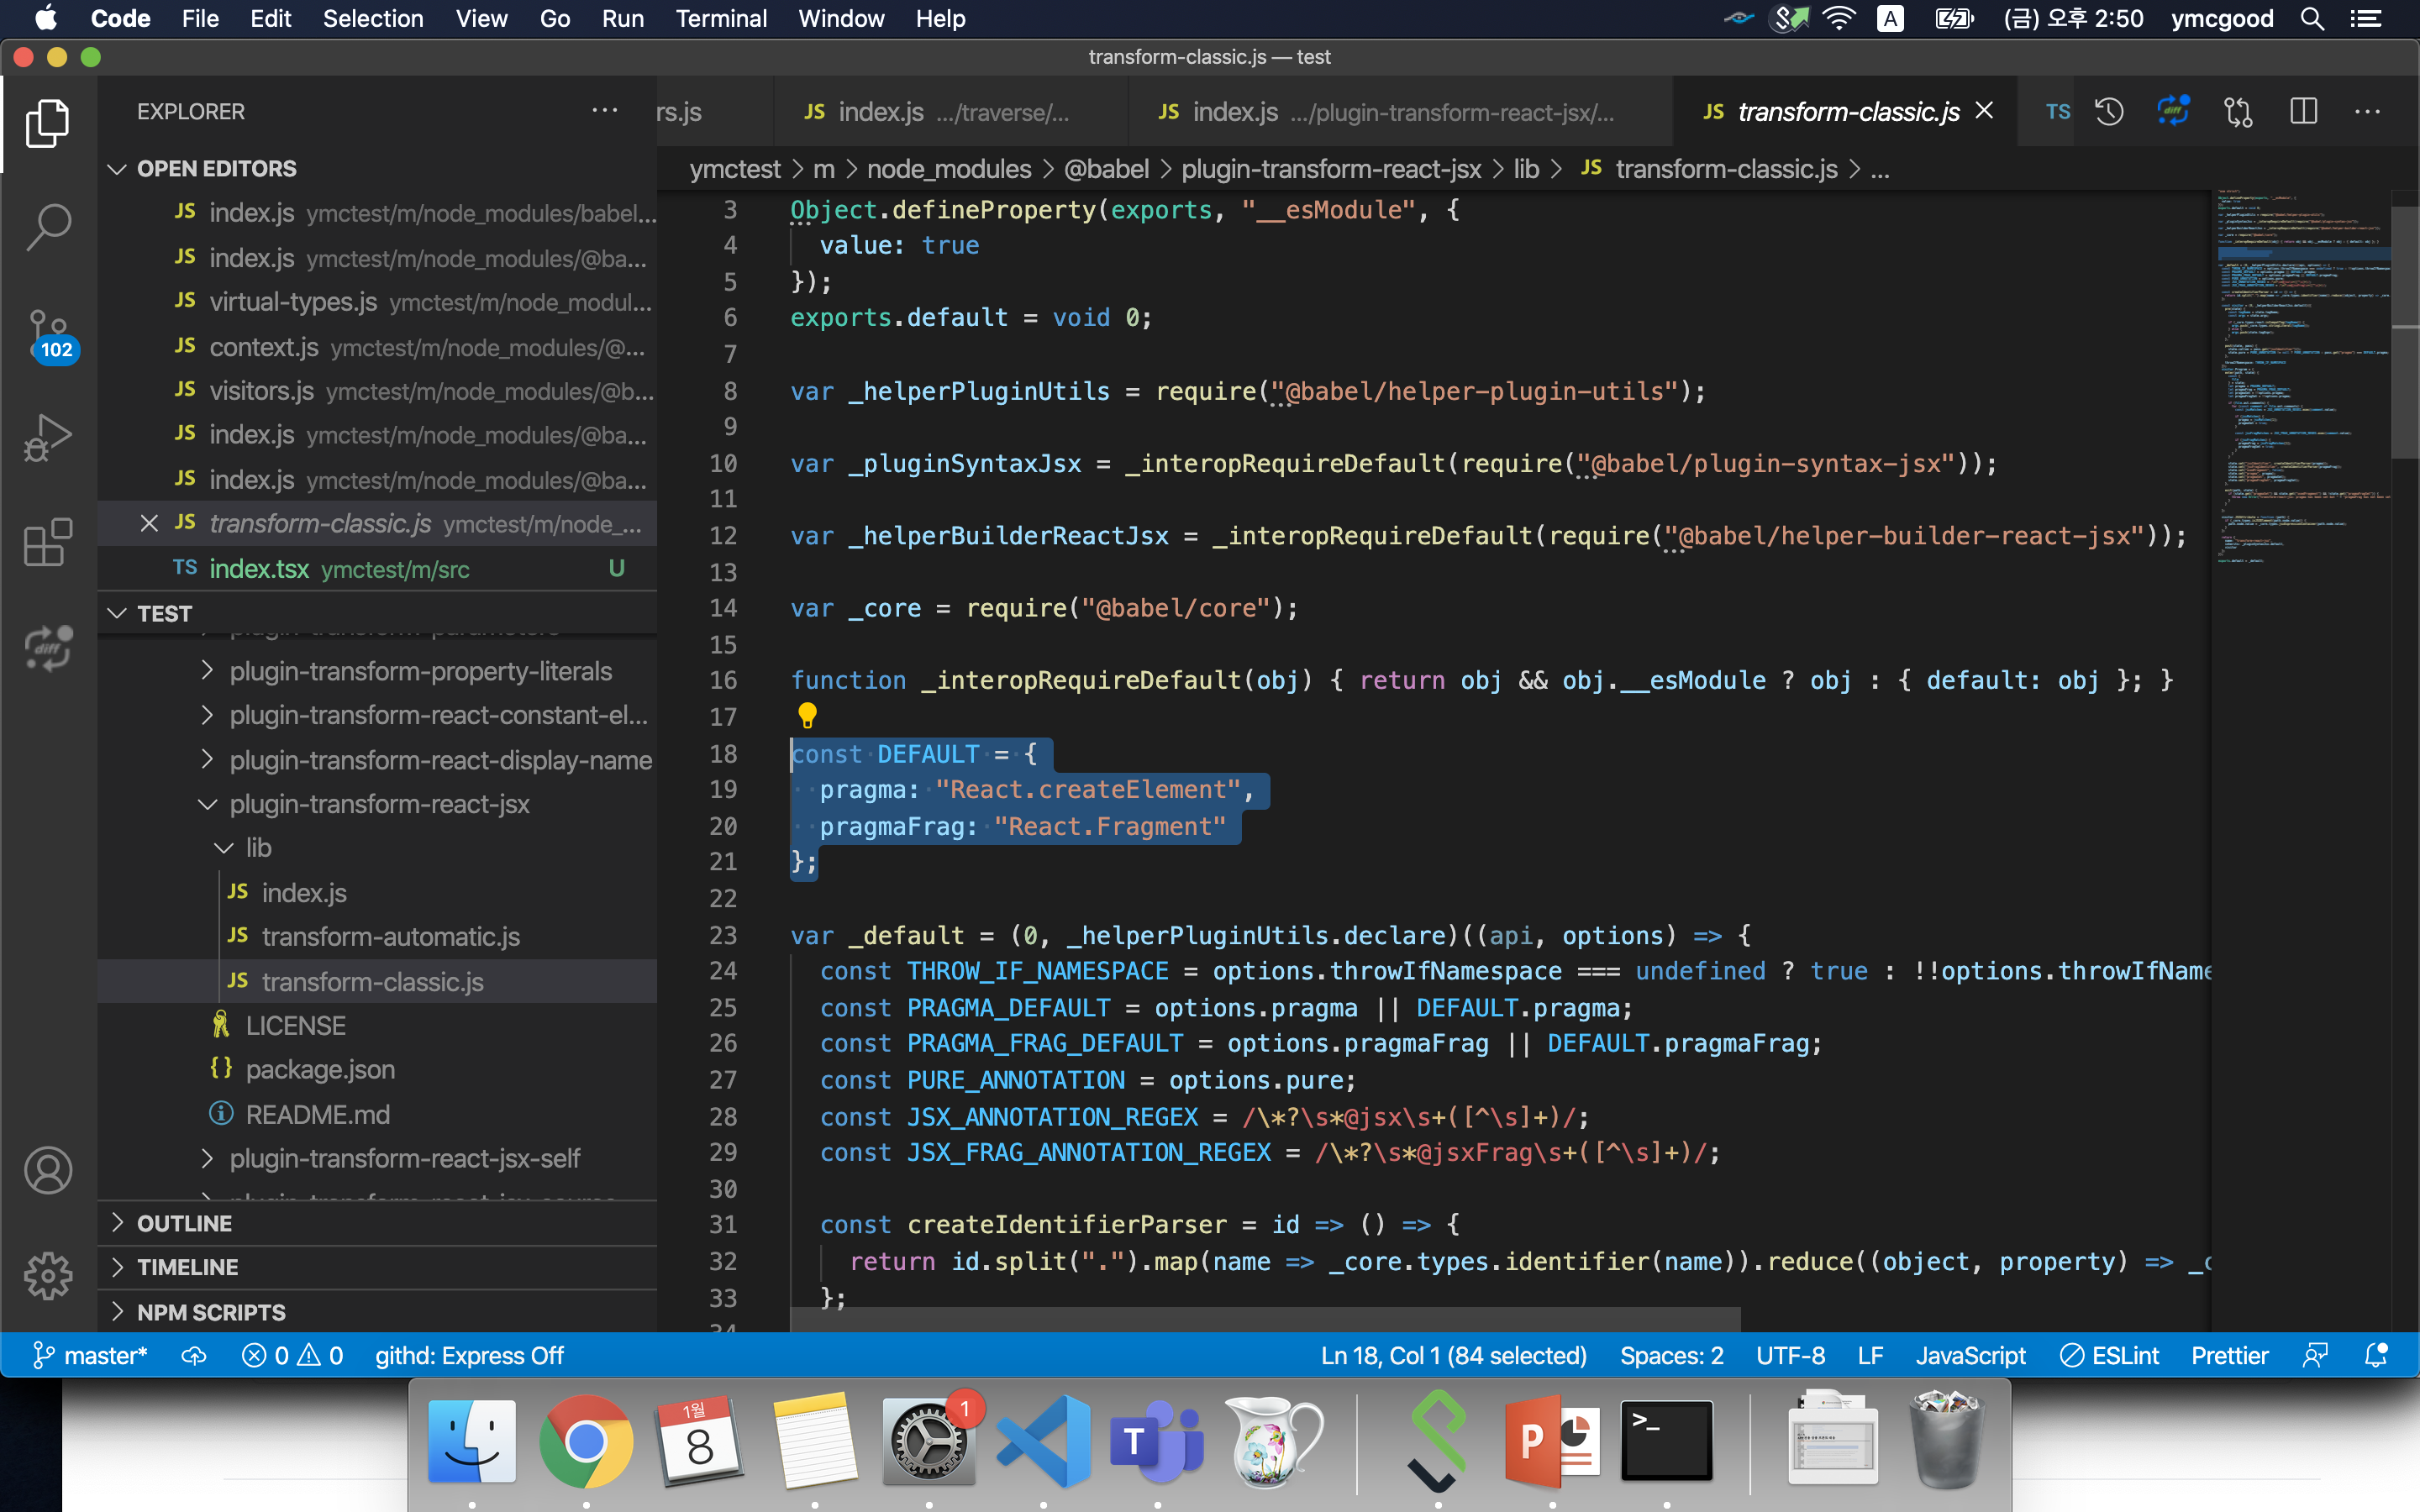 Code File Edit Selection View Go Run Terminal Window Help A (금) 오후 2:50 ymcgood
transform-classic.js — test
EXPLORER ...
rs.js JS index.js .../traverse/... JS index.js .../plugin-transform-react-jsx/... JS transform-classic.js TS diff ...
ymctest > m > node_modules > @babel > plugin-transform-react-jsx > lib > JS transform-classic.js > ...
OPEN EDITORS
JS index.js ymctest/m/node_modules/babel...
JS index.js ymctest/m/node_modules/@ba...
JS virtual-types.js ymctest/m/node_modul...
JS context.js ymctest/m/node_modules/@...
JS visitors.js ymctest/m/node_modules/@b...
JS index.js ymctest/m/node_modules/@ba...
JS index.js ymctest/m/node_modules/@ba...
JS transform-classic.js ymctest/m/node_...
TS index.tsx ymctest/m/src U
102
diff
TEST
plugin-transform-parameters
plugin-transform-property-literals
plugin-transform-react-constant-el...
plugin-transform-react-display-name
plugin-transform-react-jsx
lib
JS index.js
JS transform-automatic.js
JS transform-classic.js
LICENSE
{} package.json
README.md
plugin-transform-react-jsx-self
plugin-transform-react-jsx-source
OUTLINE
TIMELINE
NPM SCRIPTS
3 Object.defineProperty(exports, "__esModule", {
4 value: true
5 });
6 exports.default = void 0;
7
8 var _helperPluginUtils = require("@babel/helper-plugin-utils");
9
10 var _pluginSyntaxJsx = _interopRequireDefault(require("@babel/plugin-syntax-jsx"));
11
12 var _helperBuilderReactJsx = _interopRequireDefault(require("@babel/helper-builder-react-jsx"));
13
14 var _core = require("@babel/core");
15
16 function _interopRequireDefault(obj) { return obj && obj.__esModule ? obj : { default: obj }; }
17
18 const DEFAULT = {
19 pragma: "React.createElement",
20 pragmaFrag: "React.Fragment"
21 };
22
23 var _default = (0, _helperPluginUtils.declare)((api, options) => {
24 const THROW_IF_NAMESPACE = options.throwIfNamespace === undefined ? true : !!options.throwIfName
25 const PRAGMA_DEFAULT = options.pragma || DEFAULT.pragma;
26 const PRAGMA_FRAG_DEFAULT = options.pragmaFrag || DEFAULT.pragmaFrag;
27 const PURE_ANNOTATION = options.pure;
28 const JSX_ANNOTATION_REGEX = /\*?\s*@jsx\s+([^\s]+)/;
29 const JSX_FRAG_ANNOTATION_REGEX = /\*?\s*@jsxFrag\s+([^\s]+)/;
30
31 const createIdentifierParser = id => () => {
32 return id.split(".").map(name => _core.types.identifier(name)).reduce((object, property) => _c
33 };
34
master* 0 0 githd: Express Off Ln 18, Col 1 (84 selected) Spaces: 2 UTF-8 LF JavaScript ESLint Prettier
1월
8
1
T
P
>_